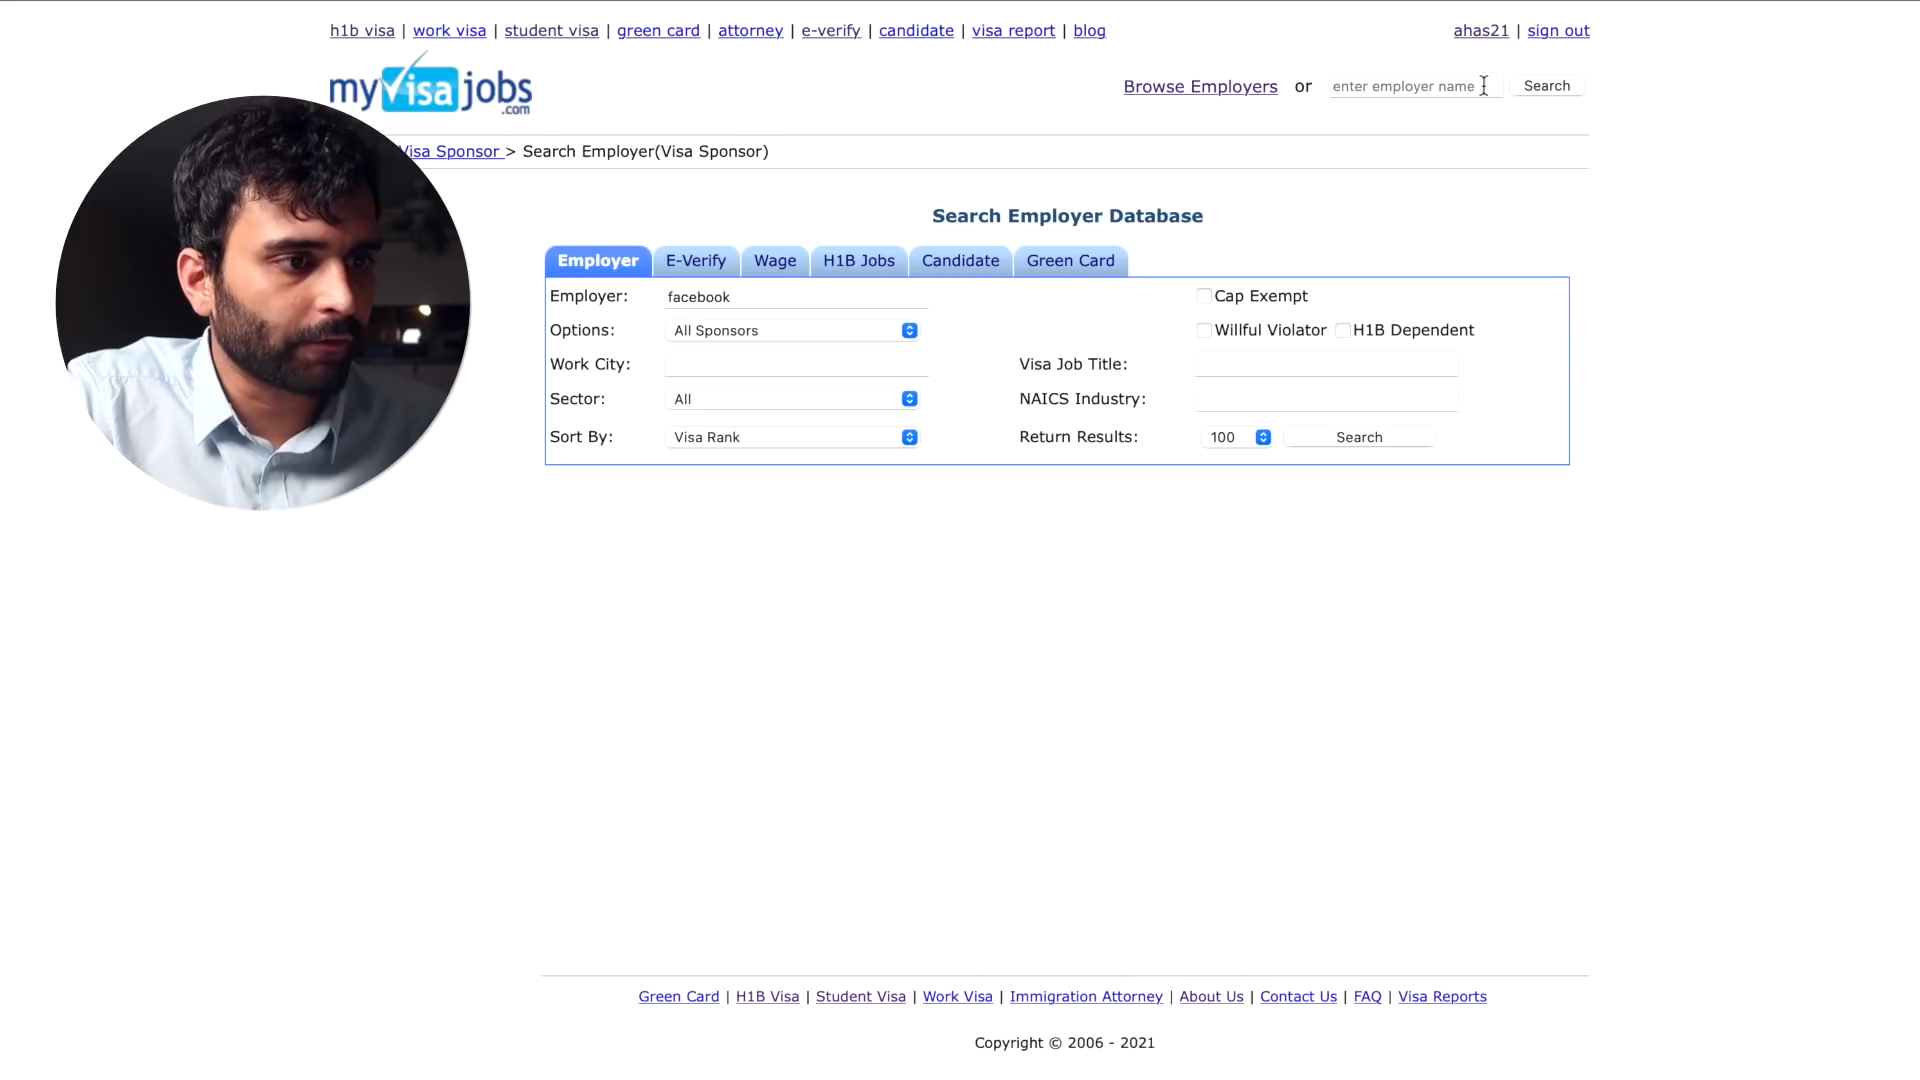 h1b visa | work visa | student visa | green card | attorney | e-verify | candidate | visa report | blog
ahas21 | sign out
myvisajobs.com
Browse Employers or enter employer name Search
Visa Sponsor > Search Employer(Visa Sponsor)
Search Employer Database
Employer E-Verify Wage H1B Jobs Candidate Green Card
Employer: facebook Cap Exempt
Options: All Sponsors Willful Violator H1B Dependent
Work City: Visa Job Title:
Sector: All NAICS Industry:
Sort By: Visa Rank Return Results: 100 Search
Green Card | H1B Visa | Student Visa | Work Visa | Immigration Attorney | About Us | Contact Us | FAQ | Visa Reports
Copyright © 2006 - 2021